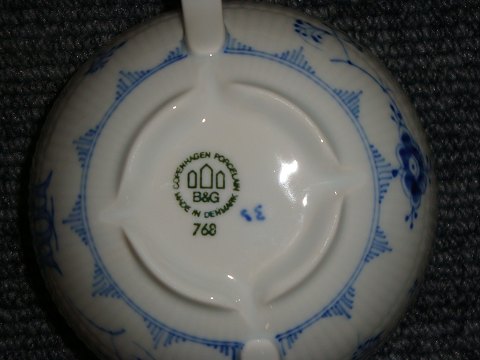 COPENHAGEN PORCELAIN
B&G
MADE IN DENMARK
768